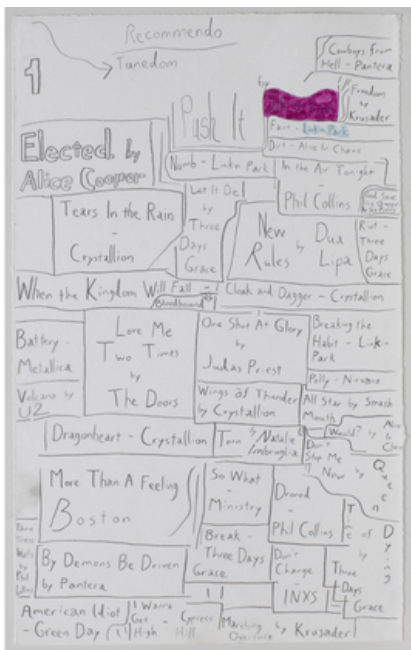 Recommendo
Tunedom
1
Cowboys from
Hell - Pantera
Push It
by
Freedom
by
Krusader
Faint - Linkin Park
Dirt - Alice In Chains
Elected by
Alice Cooper
Numb - Linkin Park
In the Air Tonight
-
Phil Collins
Let It Die
by
Three
Days
Grace
Tears In the Rain
-
Crystallion
New
Rules
by
Dua
Lipa
Riot -
Three
Days
Grace
When the Kingdom Will Fall -
Cloak and Dagger - Crystallion
Battery -
Metallica
Love Me
Two Times
by
The Doors
One Shot At Glory
by
Judas Priest
Breaking the
Habit - Linkin
Park
Polly - Nirvana
Volcano by
U2
Wings of Thunder
by Crystallion
All Star by Smash
Mouth
Would? by
Dragonheart - Crystallion
Torn by Natalie
Imbruglia
Don't
Stop Me
Now by
Queen
More Than A Feeling
-
Boston
So What
-
Ministry
Droned
-
Phil Collins
Time of
Dying
by
Three
Days
Grace
Break -
Three Days
Grace
Don't
Change
-
INXS
By Demons Be Driven
by Pantera
American Idiot
- Green Day
I Wanna
Get
High -
Cypress
Hill
Marching
by Krusader